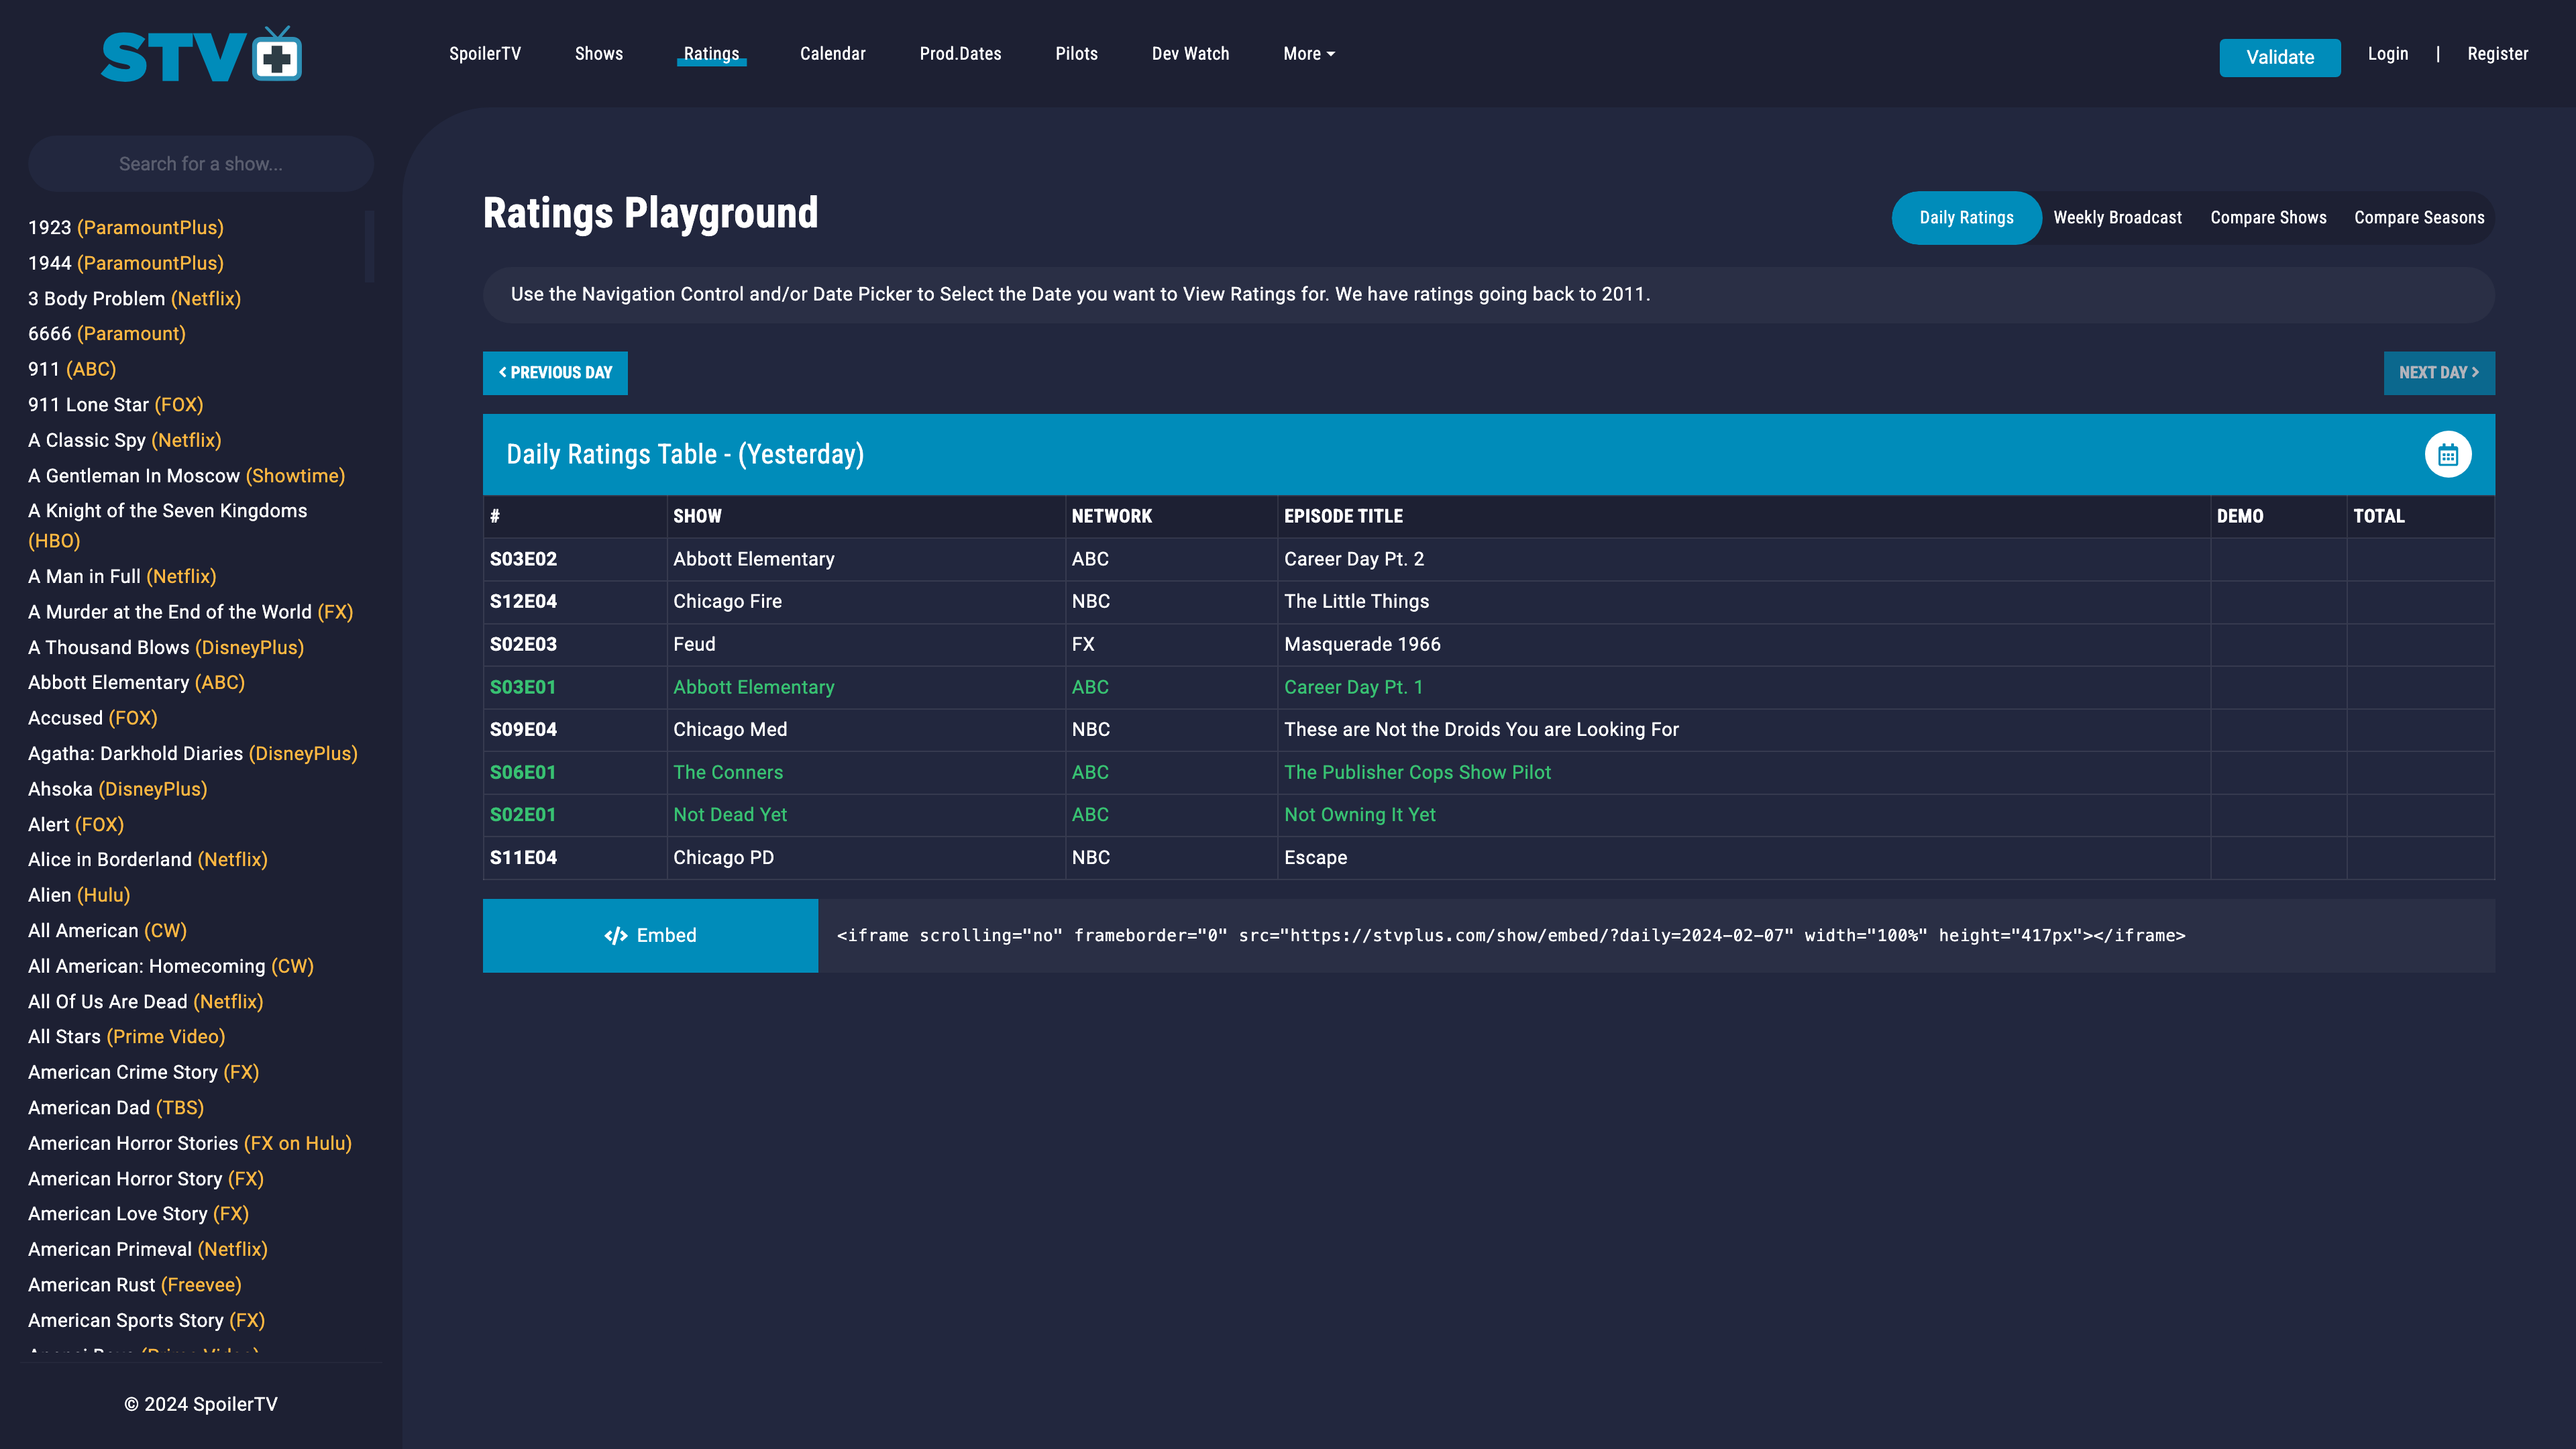 STV
SpoilerTV Shows Ratings Calendar Prod.Dates Pilots Dev Watch More Validate Login | Register
Search for a show...
1923 (ParamountPlus)
1944 (ParamountPlus)
3 Body Problem (Netflix)
6666 (Paramount)
911 (ABC)
911 Lone Star (FOX)
A Classic Spy (Netflix)
A Gentleman In Moscow (Showtime)
A Knight of the Seven Kingdoms
(HBO)
A Man in Full (Netflix)
A Murder at the End of the World (FX)
A Thousand Blows (DisneyPlus)
Abbott Elementary (ABC)
Accused (FOX)
Agatha: Darkhold Diaries (DisneyPlus)
Ahsoka (DisneyPlus)
Alert (FOX)
Alice in Borderland (Netflix)
Alien (Hulu)
All American (CW)
All American: Homecoming (CW)
All Of Us Are Dead (Netflix)
All Stars (Prime Video)
American Crime Story (FX)
American Dad (TBS)
American Horror Stories (FX on Hulu)
American Horror Story (FX)
American Love Story (FX)
American Primeval (Netflix)
American Rust (Freevee)
American Sports Story (FX)
© 2024 SpoilerTV
Ratings Playground
Daily Ratings Weekly Broadcast Compare Shows Compare Seasons
Use the Navigation Control and/or Date Picker to Select the Date you want to View Ratings for. We have ratings going back to 2011.
PREVIOUS DAY NEXT DAY
Daily Ratings Table - (Yesterday)
# SHOW NETWORK EPISODE TITLE DEMO TOTAL
S03E02 Abbott Elementary ABC Career Day Pt. 2
S12E04 Chicago Fire NBC The Little Things
S02E03 Feud FX Masquerade 1966
S03E01 Abbott Elementary ABC Career Day Pt. 1
S09E04 Chicago Med NBC These are Not the Droids You are Looking For
S06E01 The Conners ABC The Publisher Cops Show Pilot
S02E01 Not Dead Yet ABC Not Owning It Yet
S11E04 Chicago PD NBC Escape
</> Embed <iframe scrolling="no" frameborder="0" src="https://stvplus.com/show/embed/?daily=2024-02-07" width="100%" height="417px"></iframe>